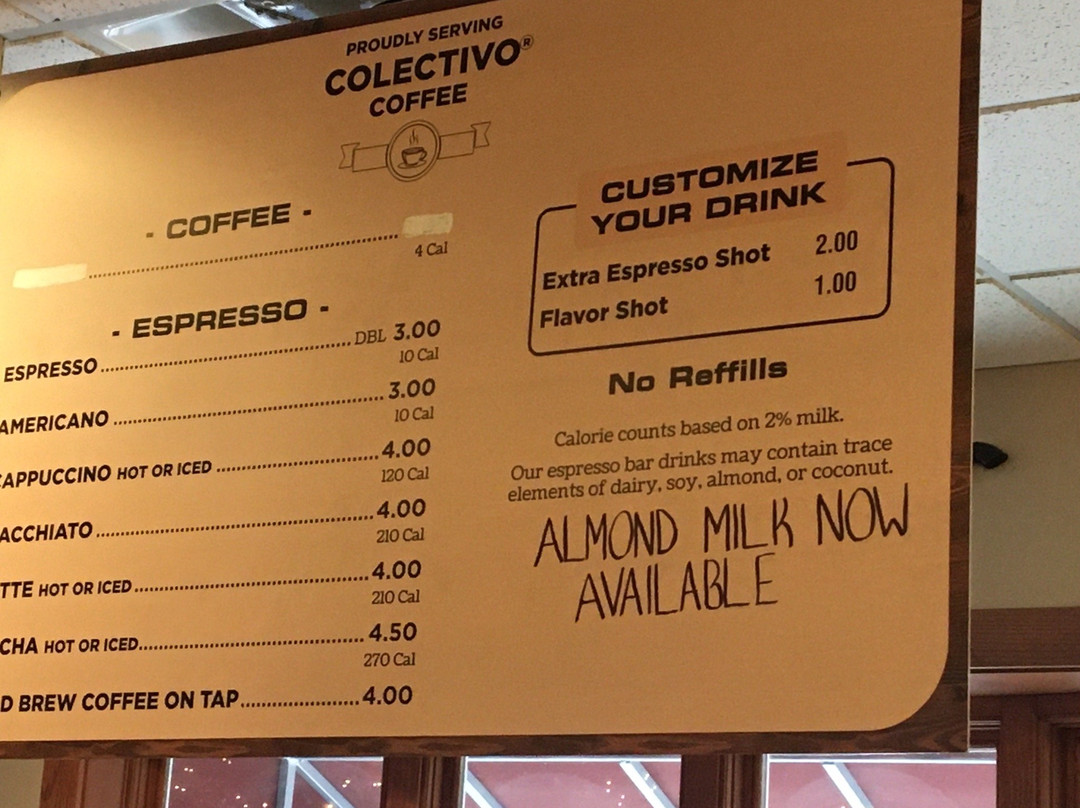 PROUDLY SERVING
COLECTIVO®
COFFEE
- COFFEE -
4 Cal
- ESPRESSO -
ESPRESSO DBL 3.00
10 Cal
AMERICANO 3.00
10 Cal
CAPPUCCINO HOT OR ICED 4.00
120 Cal
ACCHIATO 4.00
210 Cal
TTE HOT OR ICED 4.00
210 Cal
CHA HOT OR ICED 4.50
270 Cal
D BREW COFFEE ON TAP 4.00
CUSTOMIZE
YOUR DRINK
Extra Espresso Shot 2.00
Flavor Shot 1.00
No Reffills
Calorie counts based on 2% milk.
Our espresso bar drinks may contain trace
elements of dairy, soy, almond, or coconut.
ALMOND MILK NOW
AVAILABLE